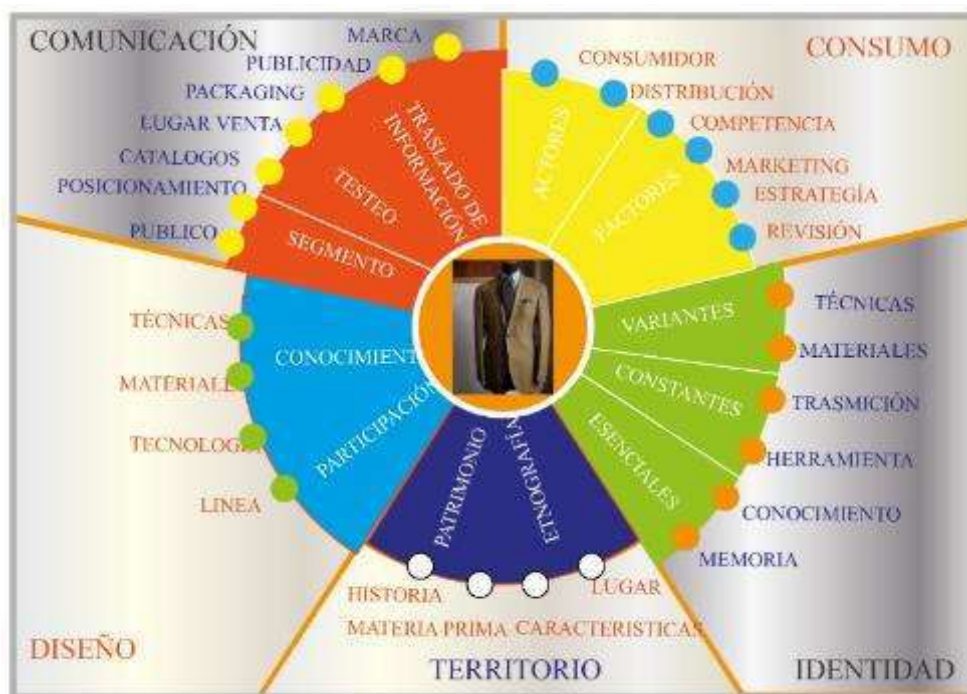 COMUNICACIÓN
MARCA
PUBLICIDAD
PACKAGING
LUGAR VENTA
CATALOGOS
POSICIONAMIENTO
PUBLICO
TRASLADO DE
INFORMACIÓN
TESTEO
SEGMENTO
CONSUMO
CONSUMIDOR
DISTRIBUCIÓN
COMPETENCIA
MARKETING
ESTRATEGÍA
REVISIÓN
ACTORES
FACTORES
VARIANTES
CONSTANTES
ESENCIALES
TÉCNICAS
MATERIALES
TRASMICIÓN
HERRAMIENTA
CONOCIMIENTO
MEMORIA
IDENTIDAD
PATRIMONIO
ETNOGRAFÍA
HISTORIA
LUGAR
MATERIA PRIMA CARACTERISTICAS
TERRITORIO
CONOCIMIENT
PARTICIPACIÓN
TÉCNICAS
MATERIALE
TECNOLOGÍA
LINEA
DISEÑO